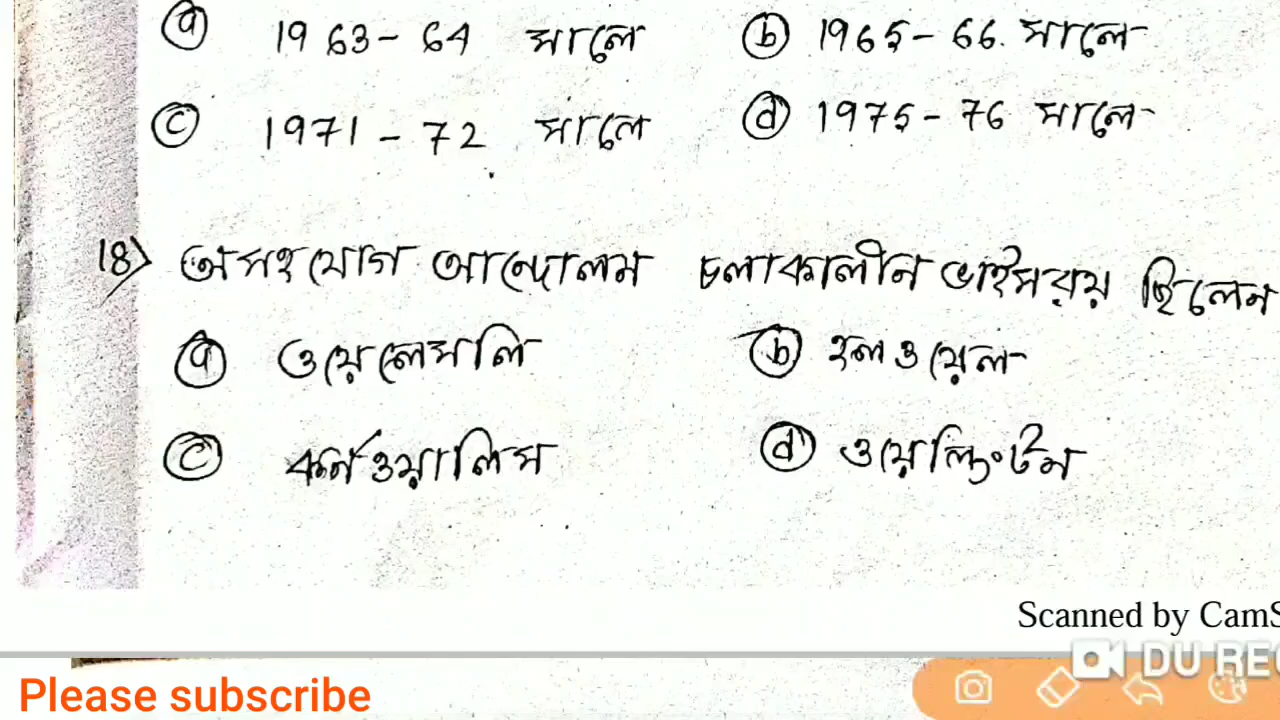 ⓐ 1963-64 সালে ⓑ 1965-66. সালে
ⓒ 1971-72 সালে ⓓ 1975-76 সালে
18> অসহযোগ আন্দোলন চলাকালীন ভাইসরয় ছিলেন
ⓐ ওয়েলেসলি ⓑ হলওয়েল
ⓒ কর্নওয়ালিস ⓓ ওয়েলিংটন
Scanned by CamS
DU REC
Please subscribe